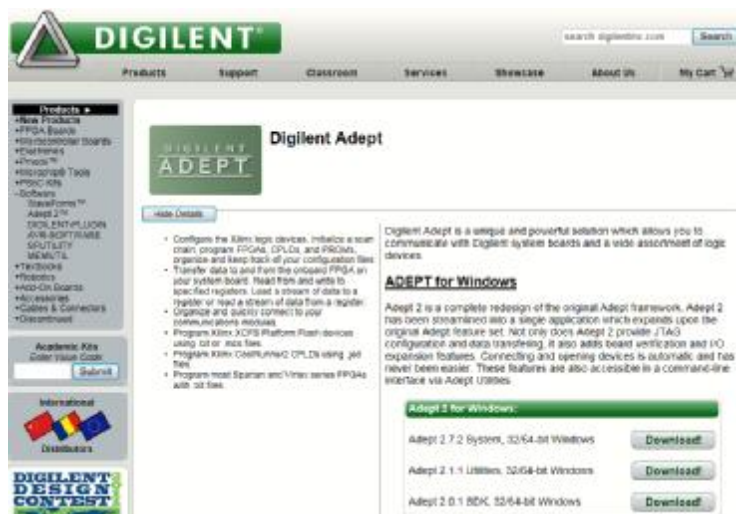 DIGILENT
search digilentinc.com
Search
Products
Support
Classroom
Services
Showcase
About Us
My Cart
Products
New Products
FPGA Boards
Microcontroller Boards
Electronics
Pmods™
Microchip® Tools
PSoC Kits
Software
WaveForms™
Adept 2™
DIGILENT-PLUGIN
AVR-SOFTWARE
SFUTILITY
MEMUTIL
Textbooks
Robotics
Add-On Boards
Accessories
Cables & Connectors
Discontinued
Academic Kits
Enter Value Code:
Submit
International
Distributors
DIGILENT
DESIGN
CONTEST
DIGILENT
ADEPT
Digilent Adept
Hide Details
Configure the Xilinx logic devices. Initialize a scan
chain, program FPGAs, CPLDs, and PROMs,
organize and keep track of your configuration files
Transfer data to and from the onboard FPGA on
your system board. Read from and write to
specified registers. Load a stream of data to a
register or read a stream of data from a register.
Organize and quickly connect to your
communications modules.
Program Xilinx XCFS Platform Flash devices
using .bit or .mcs files.
Program Xilinx CoolRunner2 CPLDs using .jed
files.
Program most Spartan and Virtex series FPGAs
with .bit files.
Digilent Adept is a unique and powerful solution which allows you to
communicate with Digilent system boards and a wide assortment of logic
devices.
ADEPT for Windows
Adept 2 is a complete redesign of the original Adept framework. Adept 2
has been streamlined into a single application which expands upon the
original Adept feature set. Not only does Adept 2 provide JTAG
configuration and data transfering, it also adds board verification and I/O
expansion features. Connecting and opening devices is automatic and has
never been easier. These features are also accessible in a command-line
interface via Adept Utilities.
Adept 2 for Windows:
Adept 2.7.2 System, 32/64-bit Windows
Download!
Adept 2.1.1 Utilities, 32/64-bit Windows
Download!
Adept 2.0.1 SDK, 32/64-bit Windows
Download!